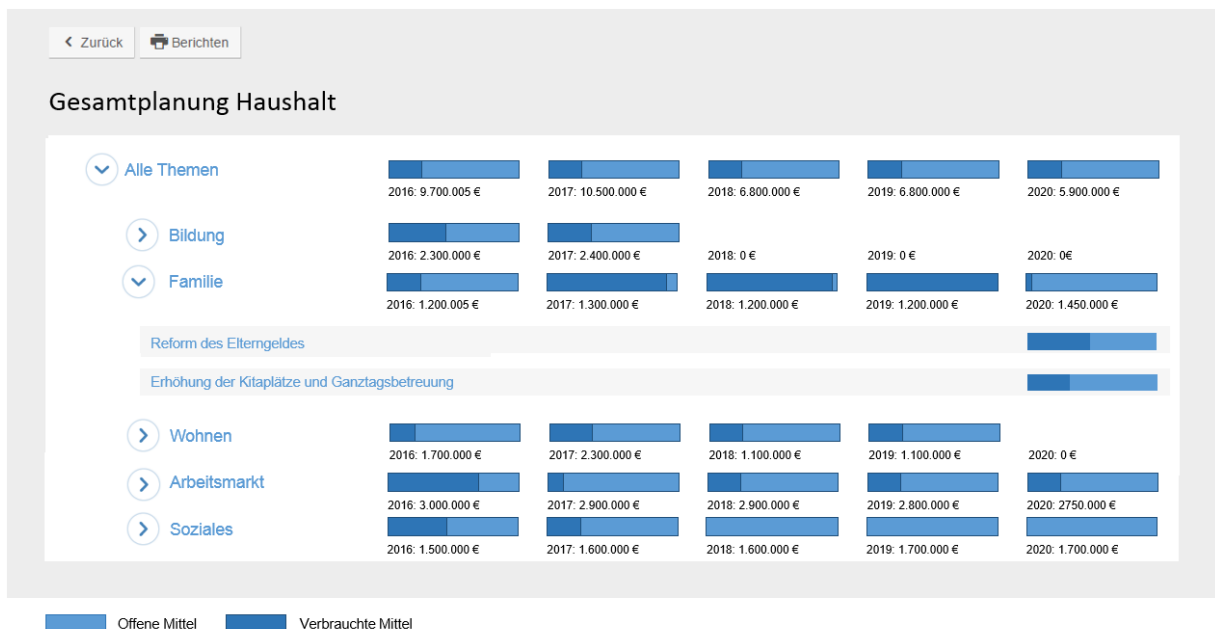 Zurück Berichten
Gesamtplanung Haushalt
Alle Themen
2016: 9.700.005 € 2017: 10.500.000 € 2018: 6.800.000 € 2019: 6.800.000 € 2020: 5.900.000 €
Bildung
2016: 2.300.000 € 2017: 2.400.000 € 2018: 0 € 2019: 0 € 2020: 0€
Familie
2016: 1.200.005 € 2017: 1.300.000 € 2018: 1.200.000 € 2019: 1.200.000 € 2020: 1.450.000 €
Reform des Elterngeldes
Erhöhung der Kitaplätze und Ganztagsbetreuung
Wohnen
2016: 1.700.000 € 2017: 2.300.000 € 2018: 1.100.000 € 2019: 1.100.000 € 2020: 0 €
Arbeitsmarkt
2016: 3.000.000 € 2017: 2.900.000 € 2018: 2.900.000 € 2019: 2.800.000 € 2020: 2750.000 €
Soziales
2016: 1.500.000 € 2017: 1.600.000 € 2018: 1.600.000 € 2019: 1.700.000 € 2020: 1.700.000 €
Offene Mittel Verbrauchte Mittel